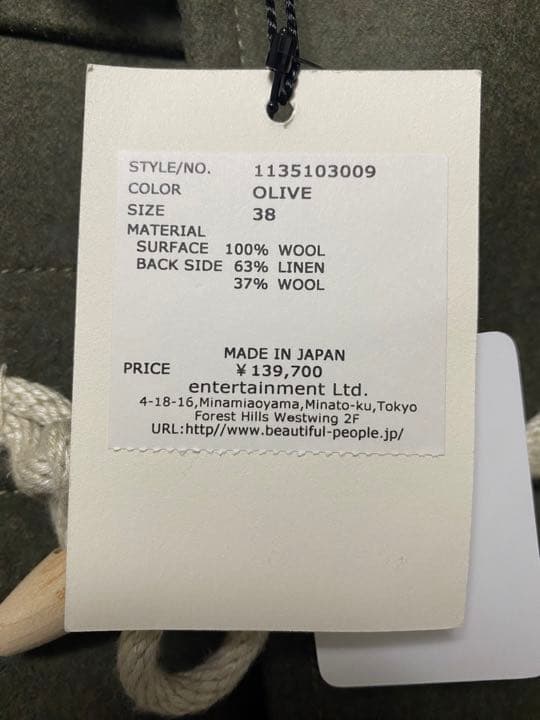 STYLE/NO. 1135103009
COLOR OLIVE
SIZE 38
MATERIAL
SURFACE 100% WOOL
BACK SIDE 63% LINEN
37% WOOL
MADE IN JAPAN
PRICE ¥139,700
entertainment Ltd.
4-18-16,Minamiaoyama,Minato-ku,Tokyo
Forest Hills Westwing 2F
URL:http//www.beautiful-people.jp/